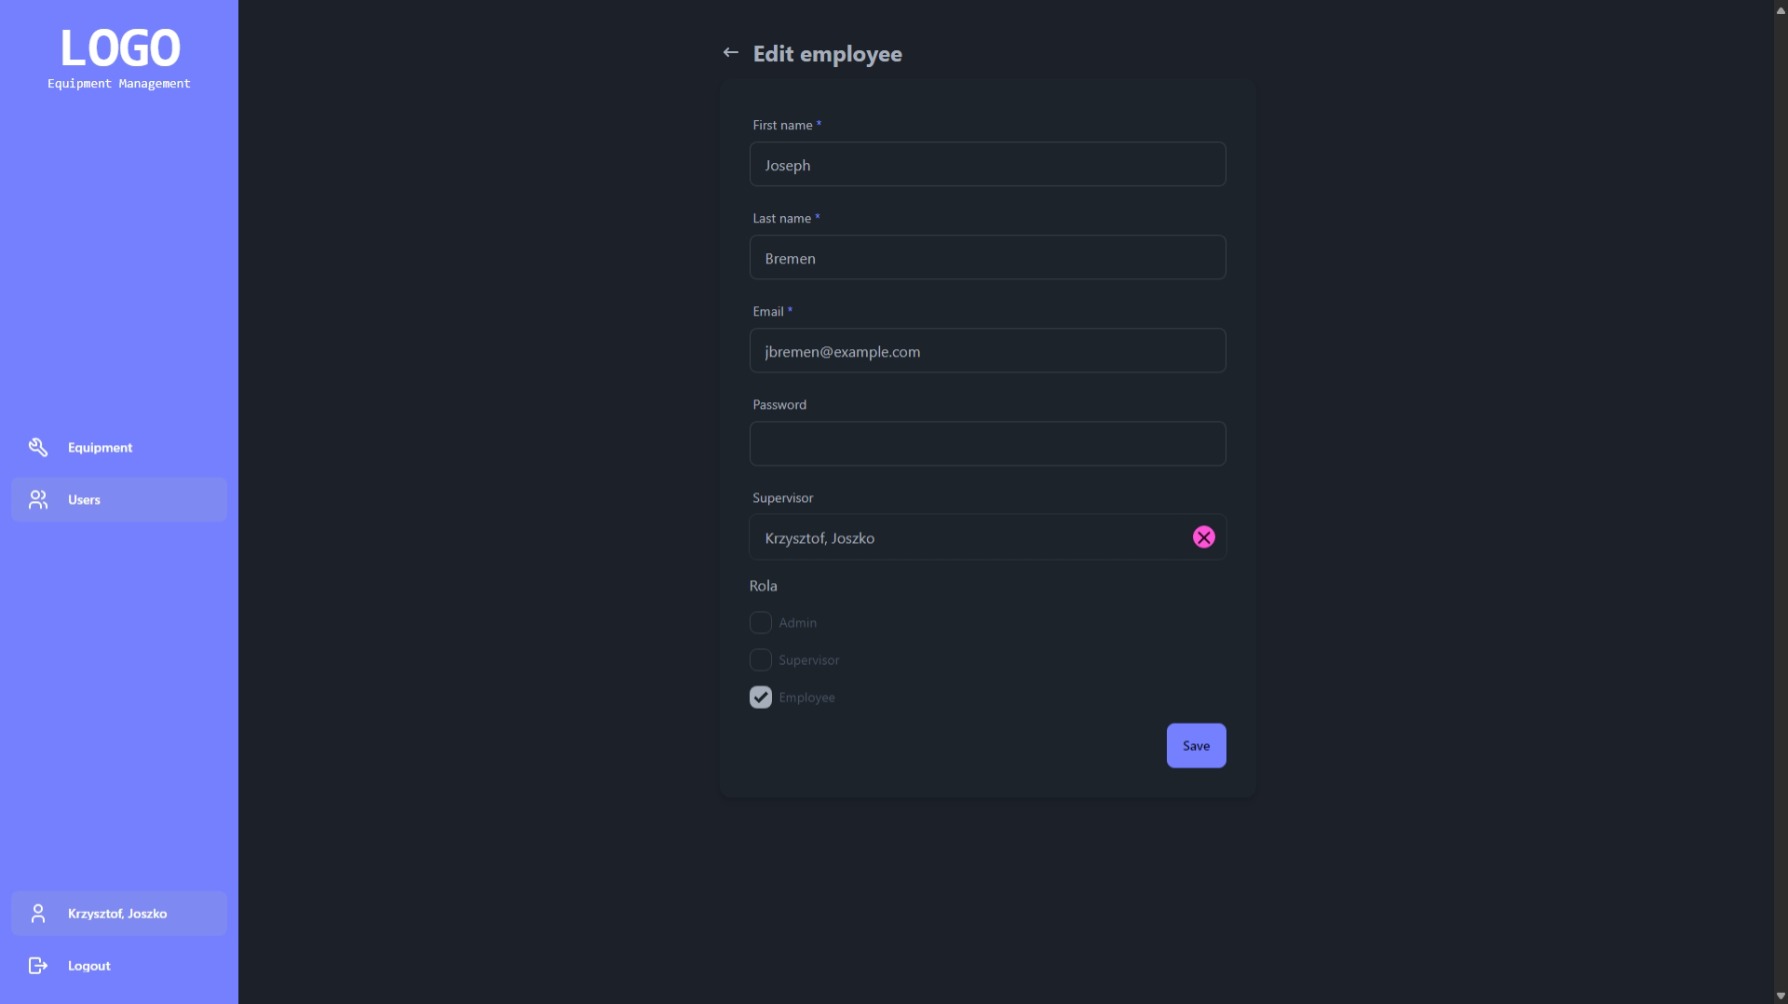 LOGO
Equipment Management
Equipment
Users
Krzysztof, Joszko
Logout
Edit employee
First name *
Joseph
Last name *
Bremen
Email *
jbremen@example.com
Password
Supervisor
Krzysztof, Joszko
Rola
Admin
Supervisor
Employee
Save